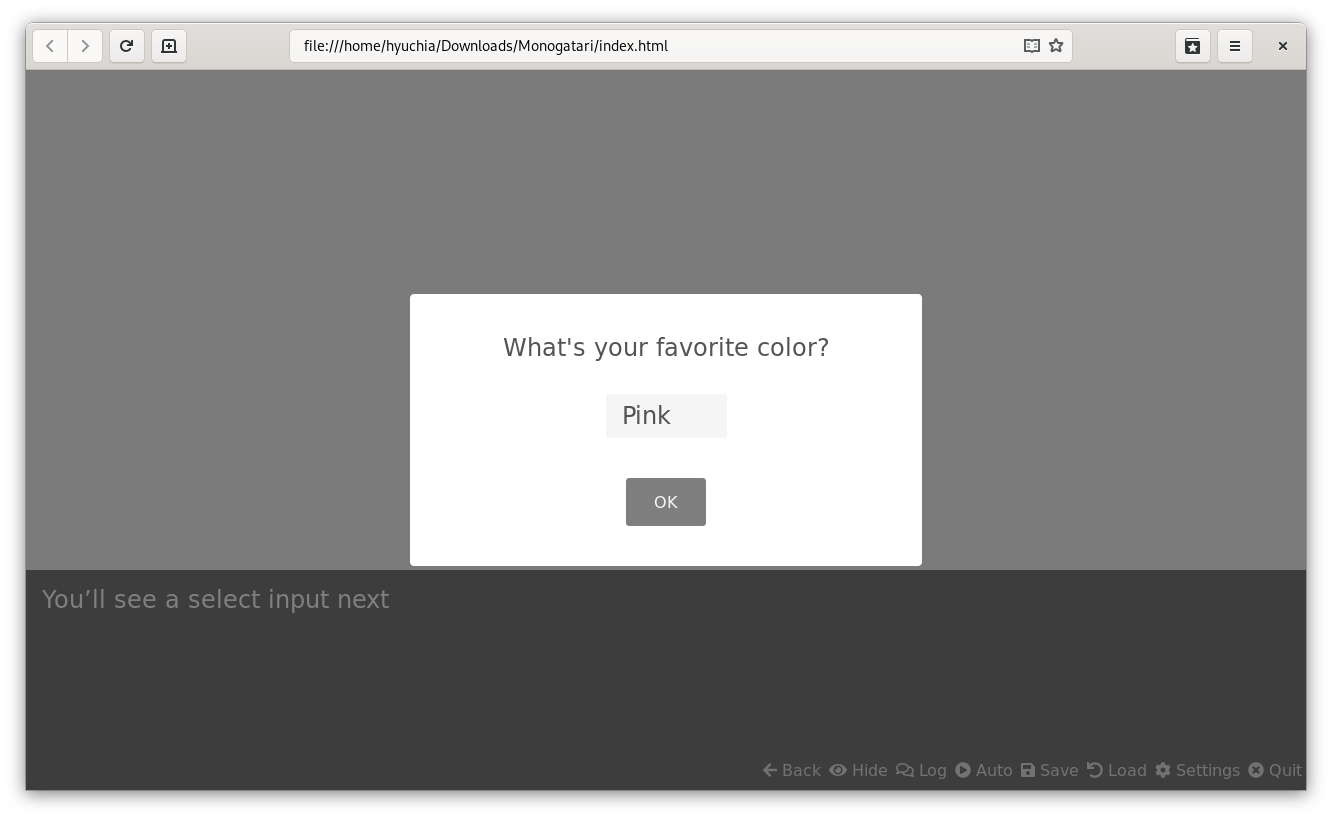 file:///home/hyuchia/Downloads/Monogatari/index.html
What's your favorite color?
Pink
OK
You’ll see a select input next
Back Hide Log Auto Save Load Settings Quit